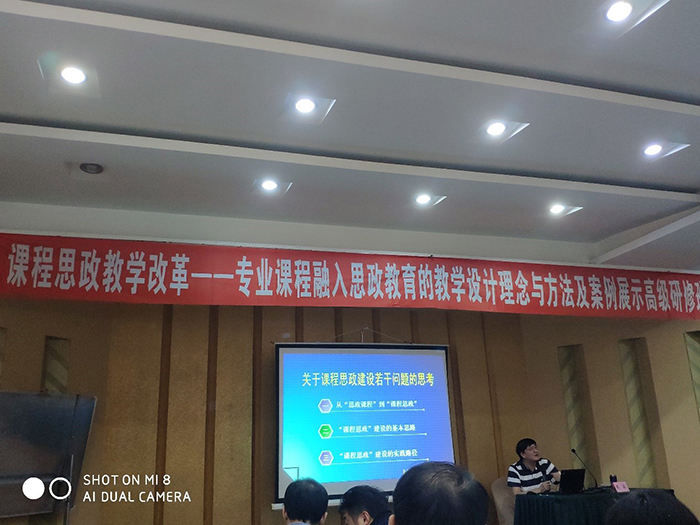 课程思政教学改革——专业课程融入思政教育的教学设计理念与方法及案例展示高级研修
关于课程思政建设若干问题的思考
一 从“思政课程”到“课程思政”
二 “课程思政”建设的基本思路
三 “课程思政”建设的实践路径
SHOT ON MI 8
AI DUAL CAMERA